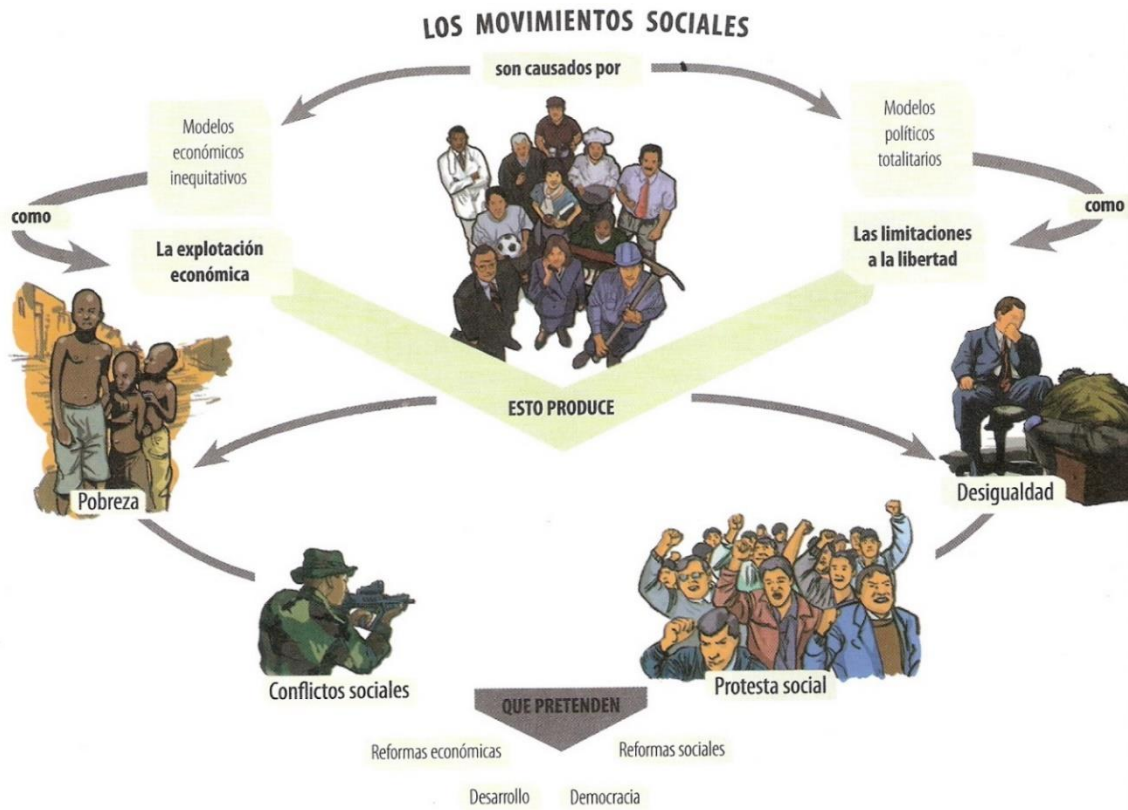 LOS MOVIMIENTOS SOCIALES
son causados por
Modelos
económicos
inequitativos
Modelos
políticos
totalitarios
como
como
La explotación
económica
Las limitaciones
a la libertad
ESTO PRODUCE
Pobreza
Desigualdad
Conflictos sociales
Protesta social
QUE PRETENDEN
Reformas económicas
Reformas sociales
Desarrollo
Democracia